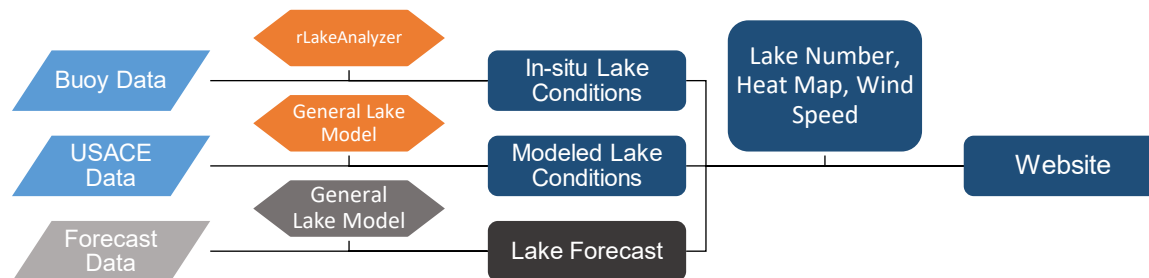 rLakeAnalyzer
Buoy Data
In-situ Lake
Conditions
Lake Number,
Heat Map, Wind
Speed
General Lake
Model
USACE
Data
Modeled Lake
Conditions
Website
General
Lake Model
Forecast
Data
Lake Forecast